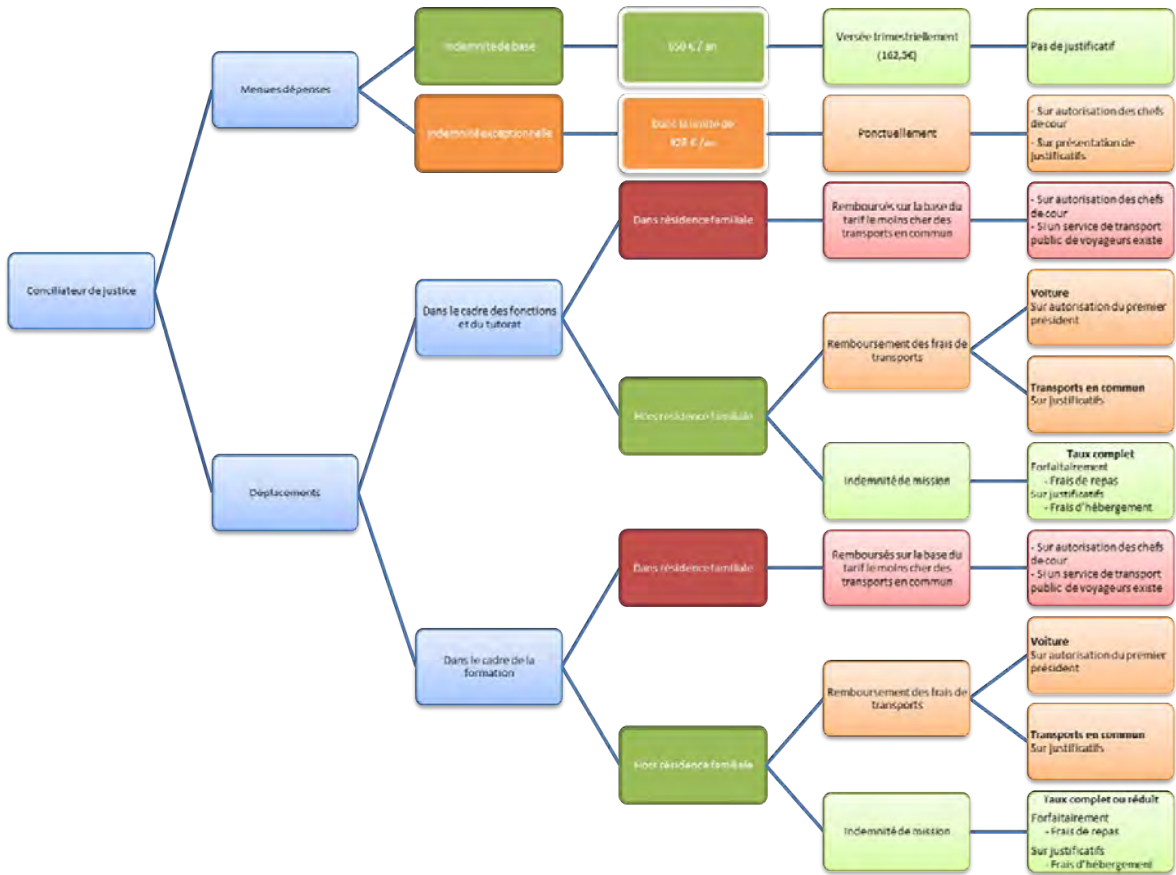 Indemnité de base
650 € / an
Versée trimestriellement
(162,5€)
Pas de justificatif
Menues dépenses
Indemnité exceptionnelle
Dans la limite de
928 € / an
Ponctuellement
- Sur autorisation des chefs
de cour
- Sur présentation de
justificatifs
Dans résidence familiale
Remboursés sur la base du
tarif le moins cher des
transports en commun
- Sur autorisation des chefs
de cour
- Si un service de transport
public de voyageurs existe
Conciliateur de justice
Dans le cadre des fonctions
et du tutorat
Voiture
Sur autorisation du premier
président
Remboursement des frais de
transports
Transports en commun
Sur justificatifs
Hors résidence familiale
Indemnité de mission
Taux complet
Forfaitairement
- Frais de repas
Sur justificatifs
- Frais d'hébergement
Déplacements
Dans résidence familiale
Remboursés sur la base du
tarif le moins cher des
transports en commun
- Sur autorisation des chefs
de cour
- Si un service de transport
public de voyageurs existe
Dans le cadre de la
formation
Voiture
Sur autorisation du premier
président
Remboursement des frais de
transports
Transports en commun
Sur justificatifs
Hors résidence familiale
Indemnité de mission
Taux complet ou réduit
Forfaitairement
- Frais de repas
Sur justificatifs
- Frais d'hébergement